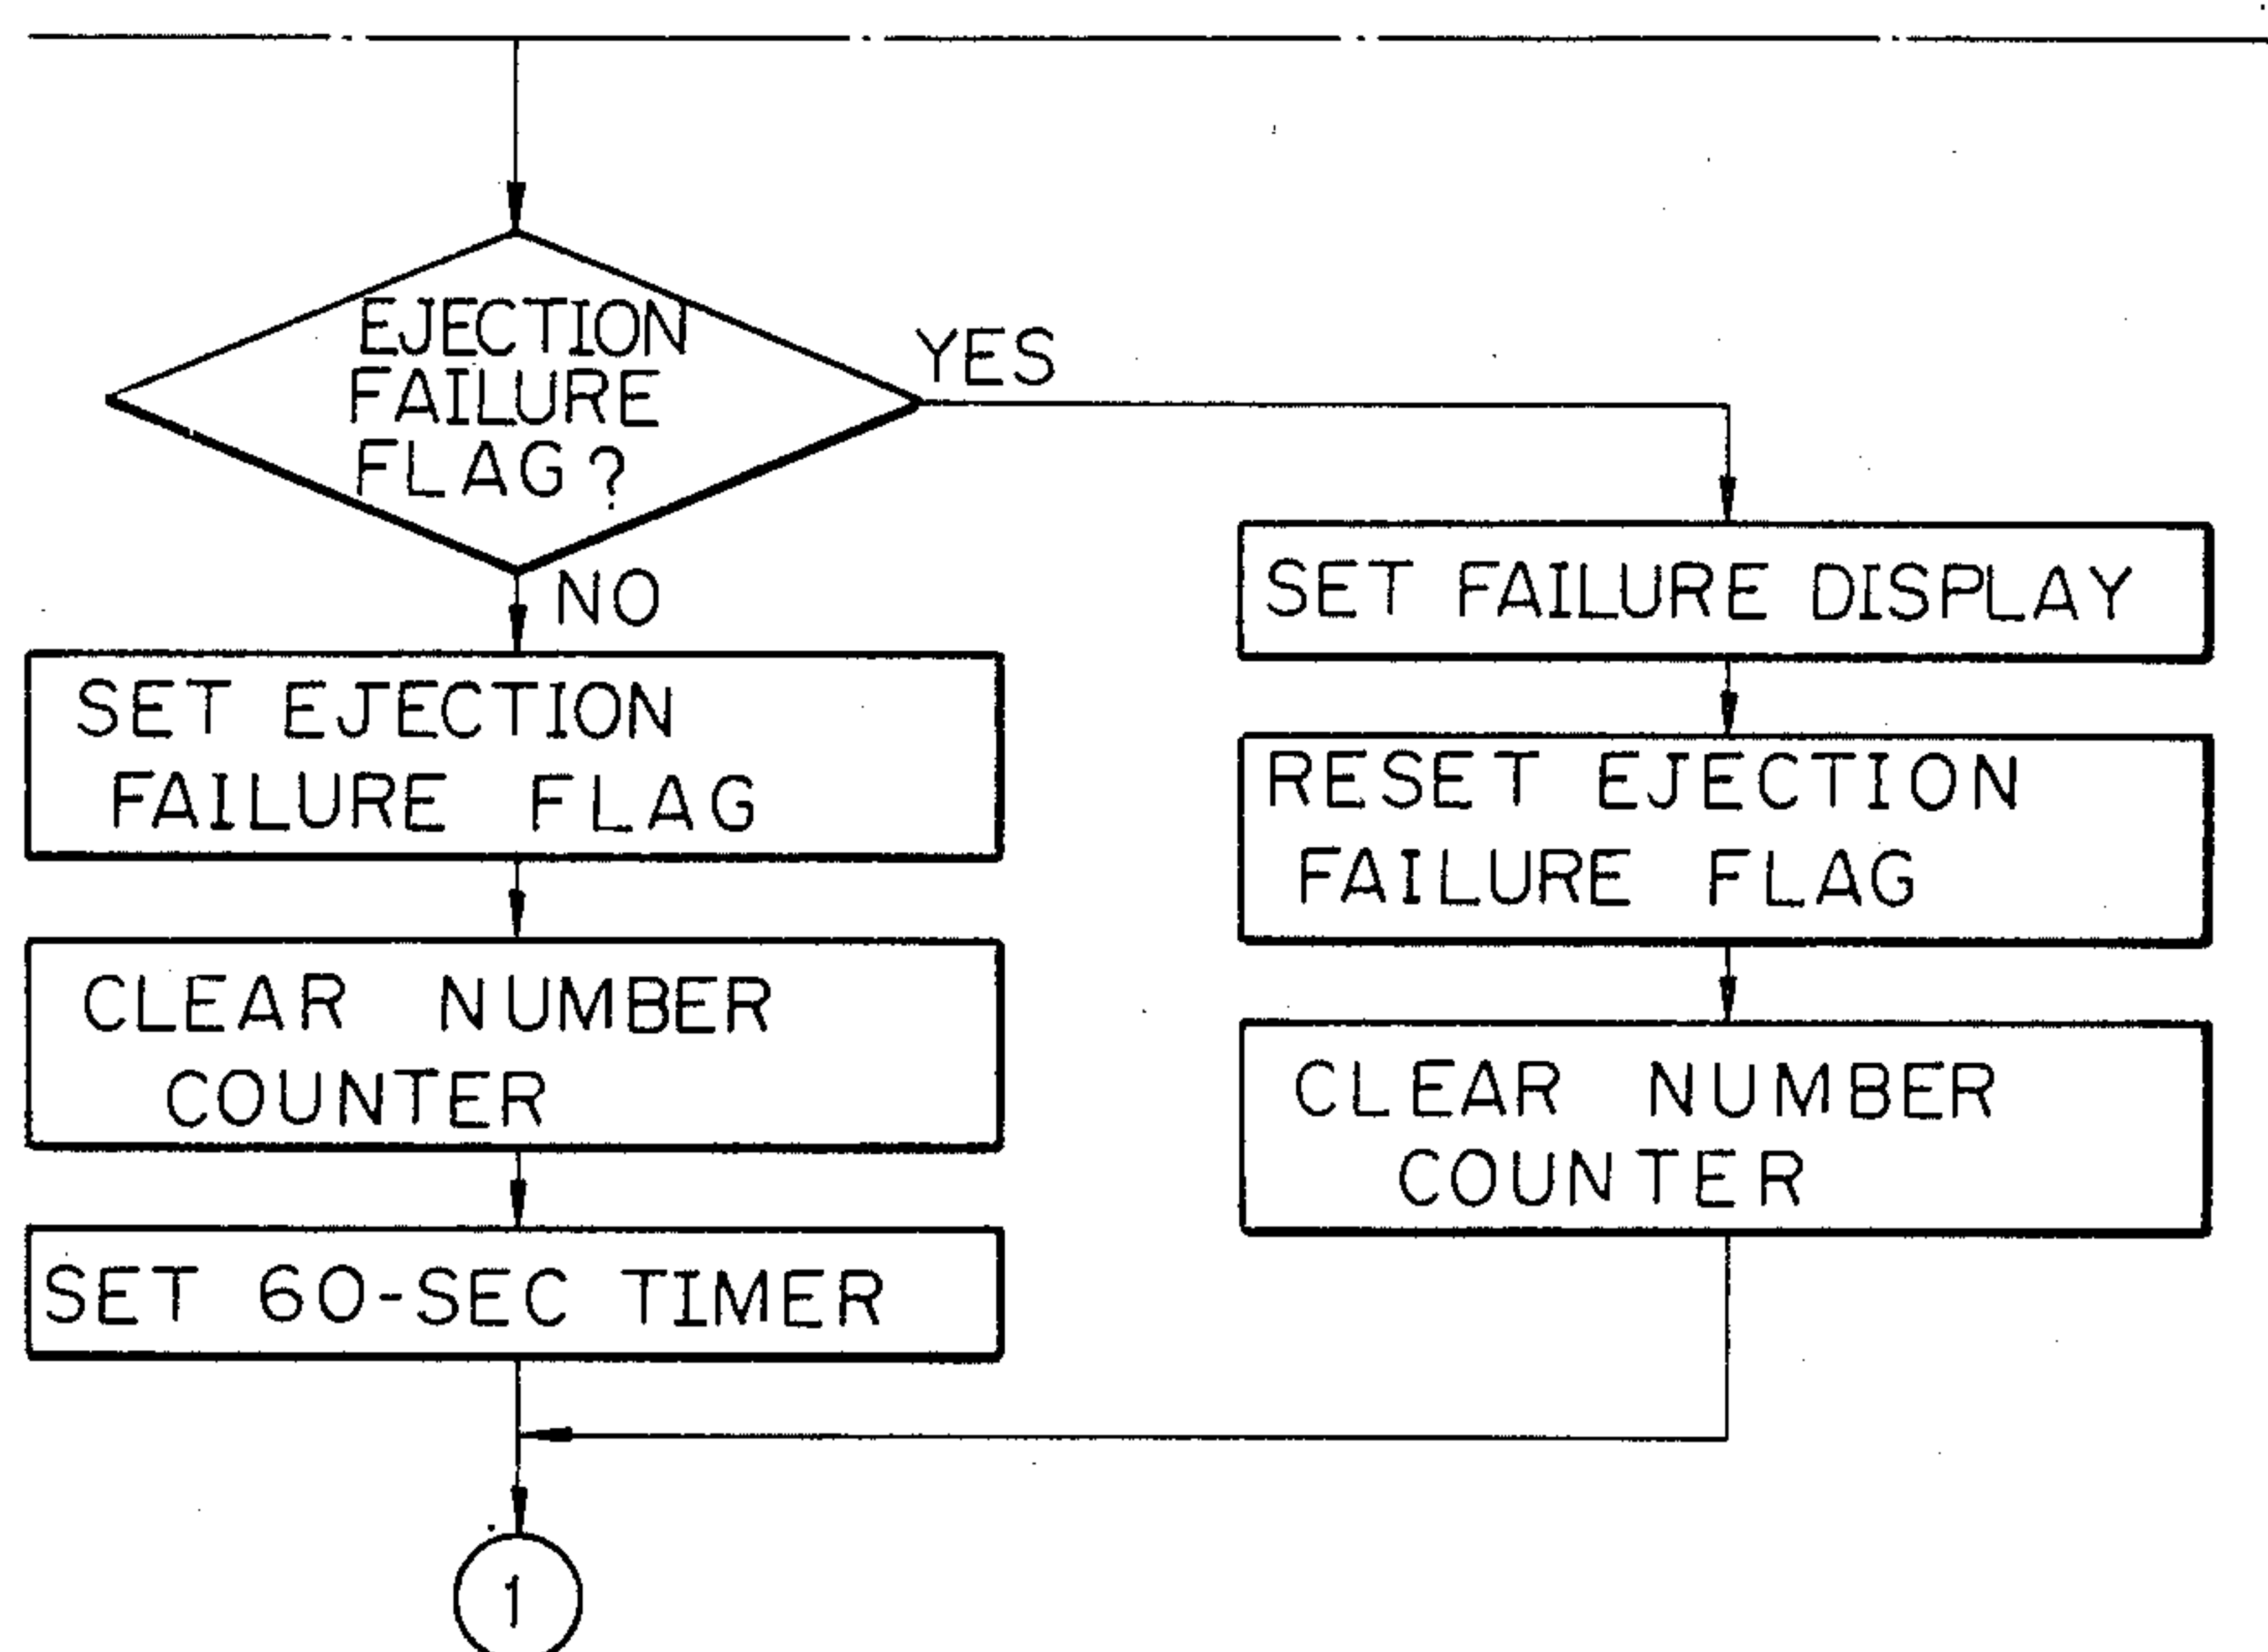 EJECTION
FAILURE
FLAG?
YES
NO
SET EJECTION
FAILURE FLAG
CLEAR NUMBER
COUNTER
SET 60-SEC TIMER
SET FAILURE DISPLAY
RESET EJECTION
FAILURE FLAG
CLEAR NUMBER
COUNTER
1